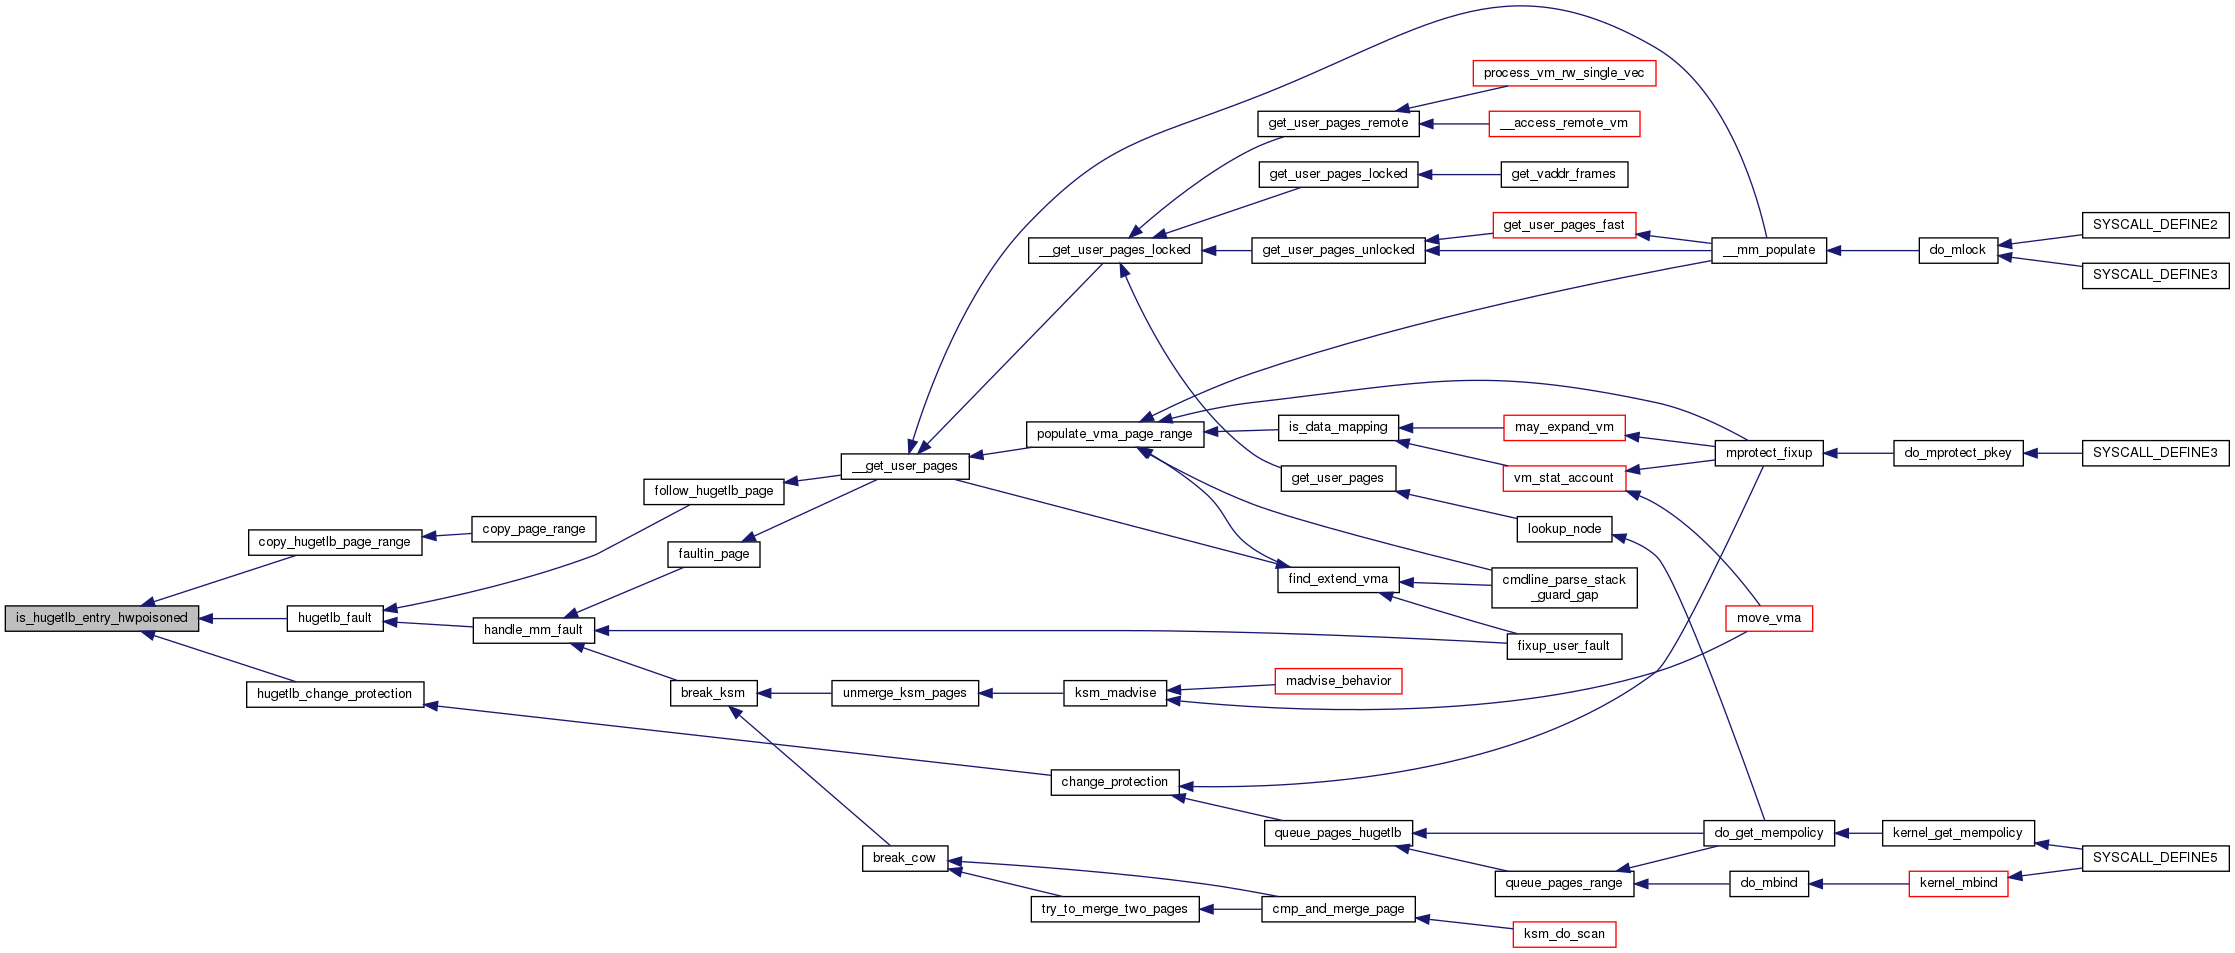 process_vm_rw_single_vec
get_user_pages_remote
__access_remote_vm
get_user_pages_locked
get_vaddr_frames
get_user_pages_fast
SYSCALL_DEFINE2
__get_user_pages_locked
get_user_pages_unlocked
__mm_populate
do_mlock
SYSCALL_DEFINE3
populate_vma_page_range
is_data_mapping
may_expand_vm
mprotect_fixup
do_mprotect_pkey
SYSCALL_DEFINE3
__get_user_pages
follow_hugetlb_page
get_user_pages
vm_stat_account
copy_hugetlb_page_range
copy_page_range
lookup_node
faultin_page
find_extend_vma
cmdline_parse_stack
_guard_gap
is_hugetlb_entry_hwpoisoned
hugetlb_fault
handle_mm_fault
move_vma
fixup_user_fault
hugetlb_change_protection
break_ksm
unmerge_ksm_pages
ksm_madvise
madvise_behavior
change_protection
queue_pages_hugetlb
do_get_mempolicy
kernel_get_mempolicy
break_cow
SYSCALL_DEFINE5
queue_pages_range
do_mbind
kernel_mbind
try_to_merge_two_pages
cmp_and_merge_page
ksm_do_scan